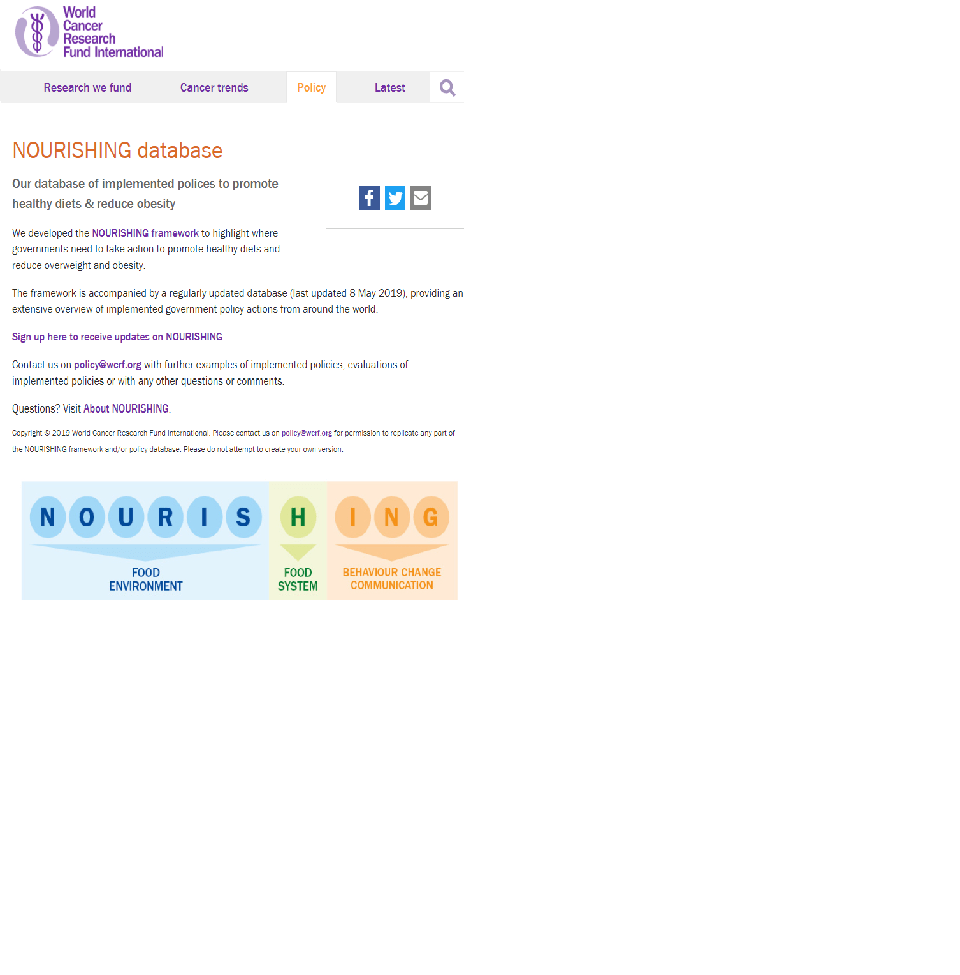 World
Cancer
Research
Fund International
Research we fund
Cancer trends
Policy
Latest
NOURISHING database
Our database of implemented polices to promote
healthy diets & reduce obesity
We developed the NOURISHING framework to highlight where
governments need to take action to promote healthy diets and
reduce overweight and obesity.
The framework is accompanied by a regularly updated database (last updated 8 May 2019), providing an
extensive overview of implemented government policy actions from around the world.
Sign up here to receive updates on NOURISHING
Contact us on policy@wcrf.org with further examples of implemented policies, evaluations of
implemented policies or with any other questions or comments.
Questions? Visit About NOURISHING.
Copyright © 2019 World Cancer Research Fund International. Please contact us on policy@wcrf.org for permission to replicate any part of
the NOURISHING framework and/or policy database. Please do not attempt to create your own version.
N O U R I S H I N G
FOOD
ENVIRONMENT
FOOD
SYSTEM
BEHAVIOUR CHANGE
COMMUNICATION